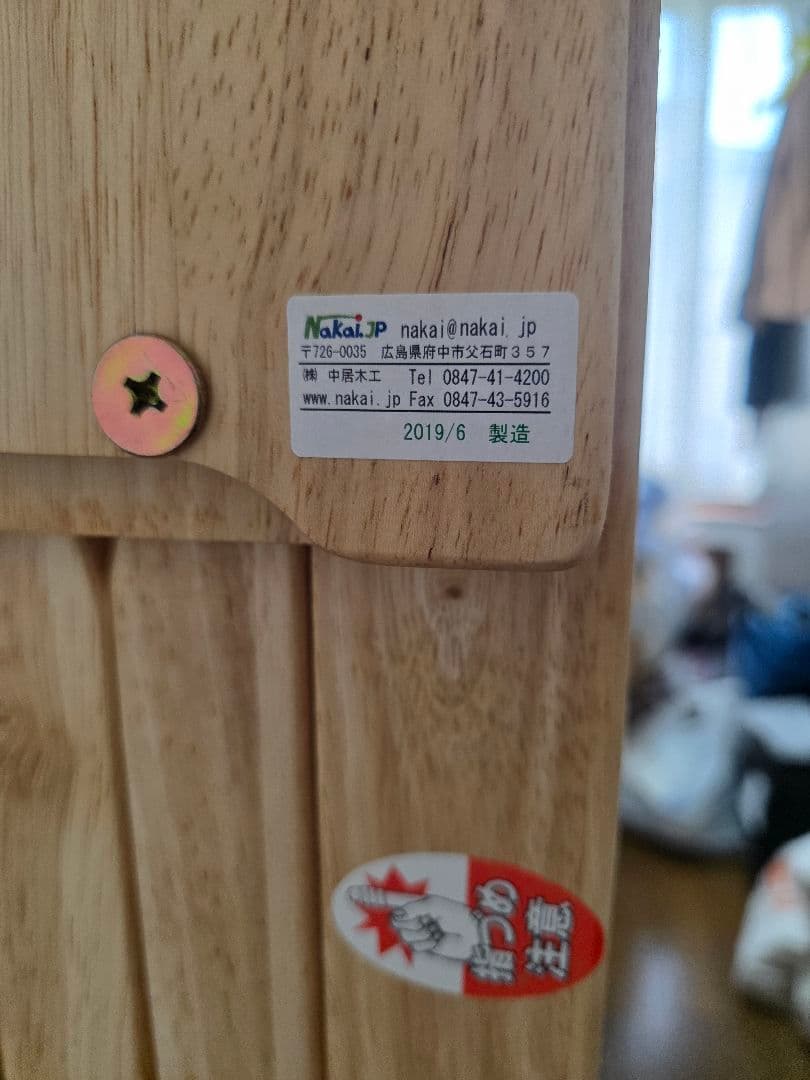 Nakai.JP nakai@nakai.jp
〒726-0035 広島県府中市父石町357
㈱ 中居木工 Tel 0847-41-4200
www.nakai.jp Fax 0847-43-5916
2019/6 製造
指づめ
注意